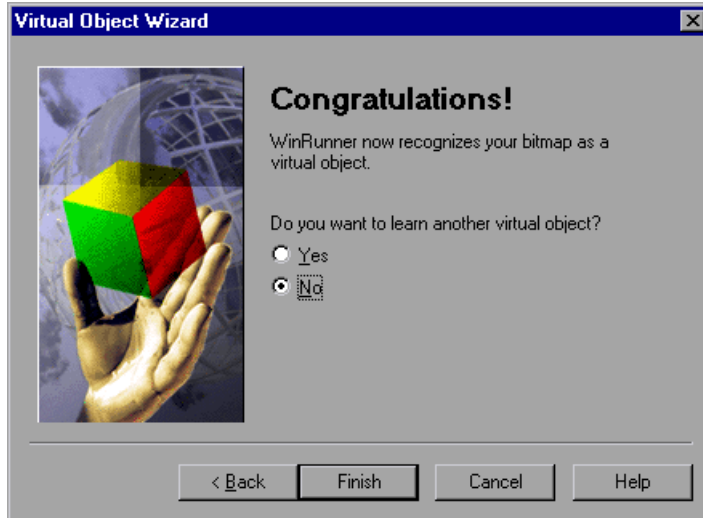 Virtual Object Wizard
Congratulations!
WinRunner now recognizes your bitmap as a
virtual object.
Do you want to learn another virtual object?
Yes
No
< Back Finish Cancel Help